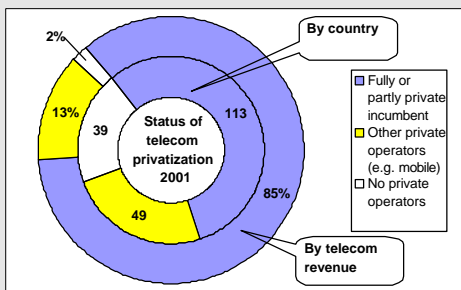 2%
By country
13%
39
Status of
telecom
privatization
2001
113
49
85%
By telecom
revenue
Fully or
partly private
incumbent
Other private
operators
(e.g. mobile)
No private
operators